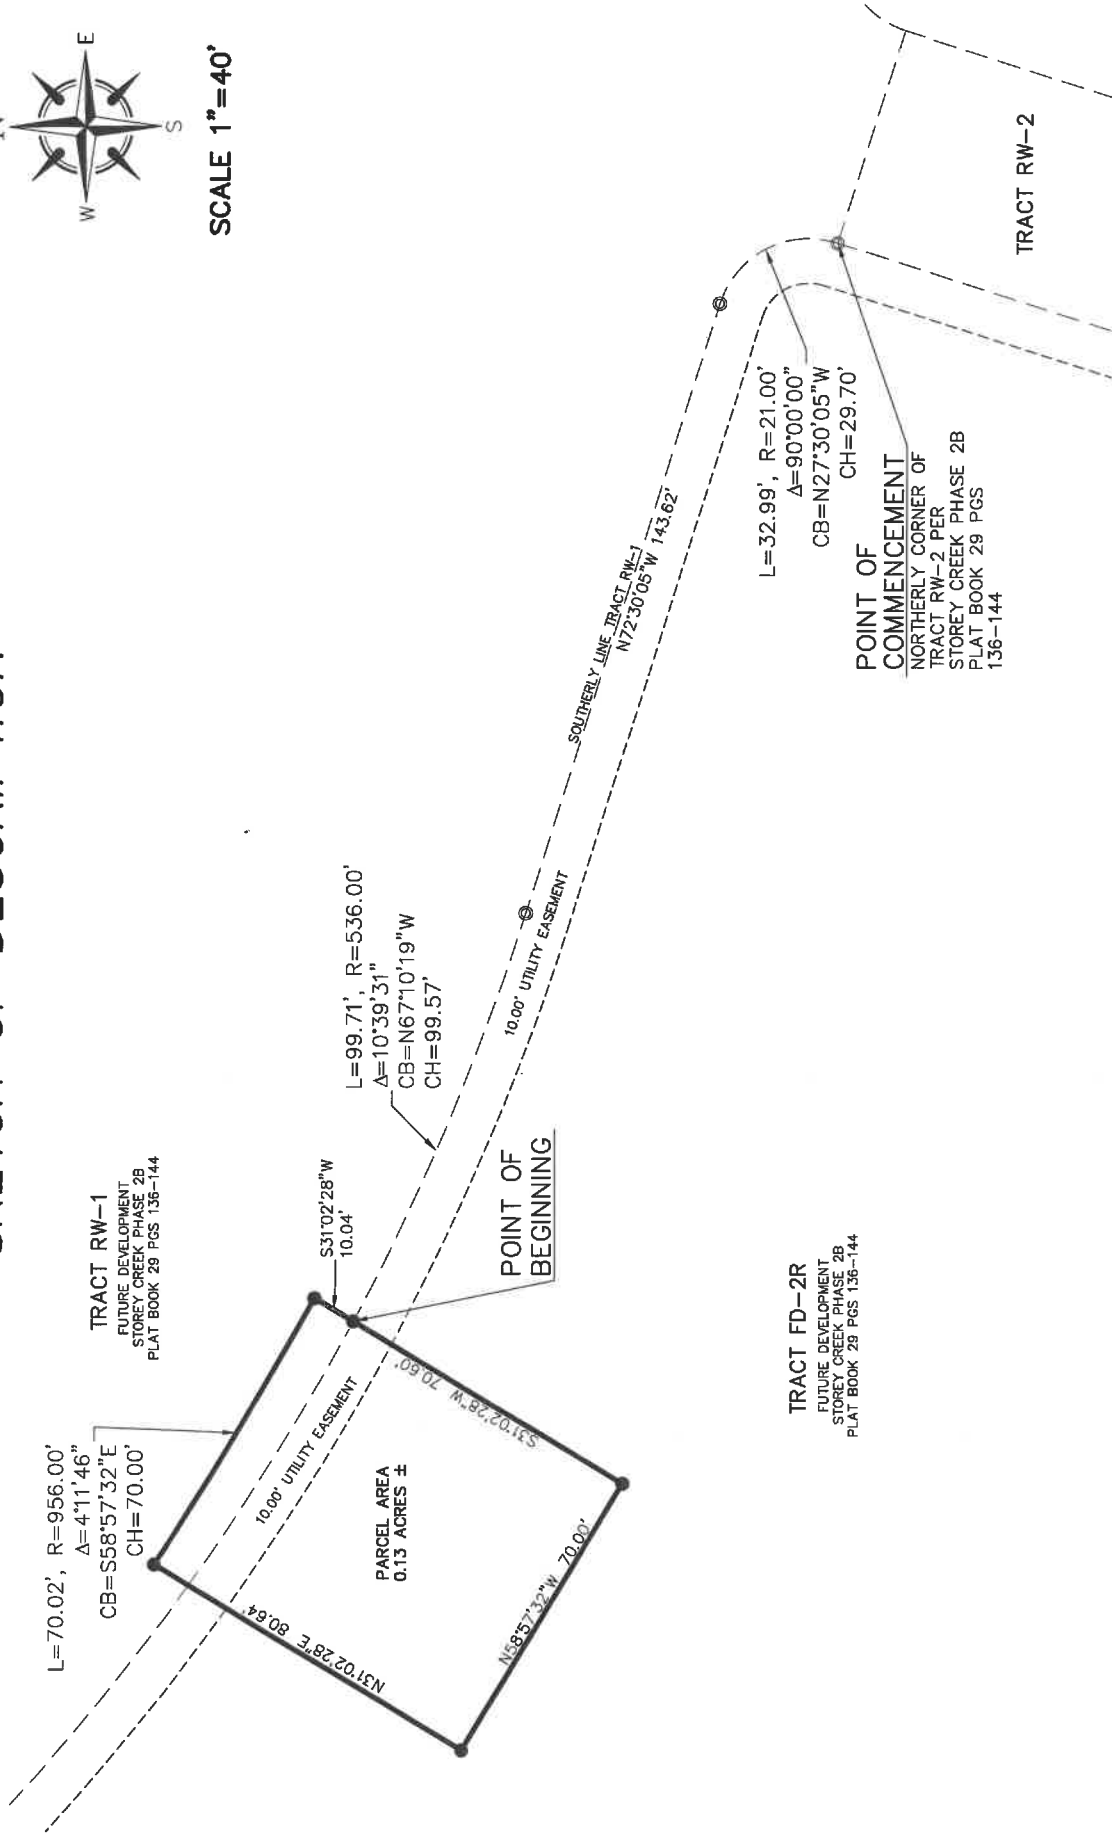 E
W
S
SCALE 1"=40'
L=70.02', R=956.00'
Δ=4°11'46"
CB=S58°57'32"E
CH=70.00'
TRACT RW-1
FUTURE DEVELOPMENT
STOREY CREEK PHASE 2B
PLAT BOOK 29 PGS 136-144
S31°02'28"W
10.04'
L=99.71', R=536.00'
Δ=10°39'31"
CB=N67°10'19"W
CH=99.57'
10.00' UTILITY EASEMENT
N31°02'28"E 80.64'
PARCEL AREA
0.13 ACRES ±
S31°02'28"W 70.60'
N58°57'32"W 70.00'
POINT OF
BEGINNING
10.00' UTILITY EASEMENT
SOUTHERLY LINE TRACT RW-1
N72°30'05"W 143.62'
L=32.99', R=21.00'
Δ=90°00'00"
CB=N27°30'05"W
CH=29.70'
POINT OF
COMMENCEMENT
NORTHERLY CORNER OF
TRACT RW-2 PER
STOREY CREEK PHASE 2B
PLAT BOOK 29 PGS
136-144
TRACT RW-2
TRACT FD-2R
FUTURE DEVELOPMENT
STOREY CREEK PHASE 2B
PLAT BOOK 29 PGS 136-144